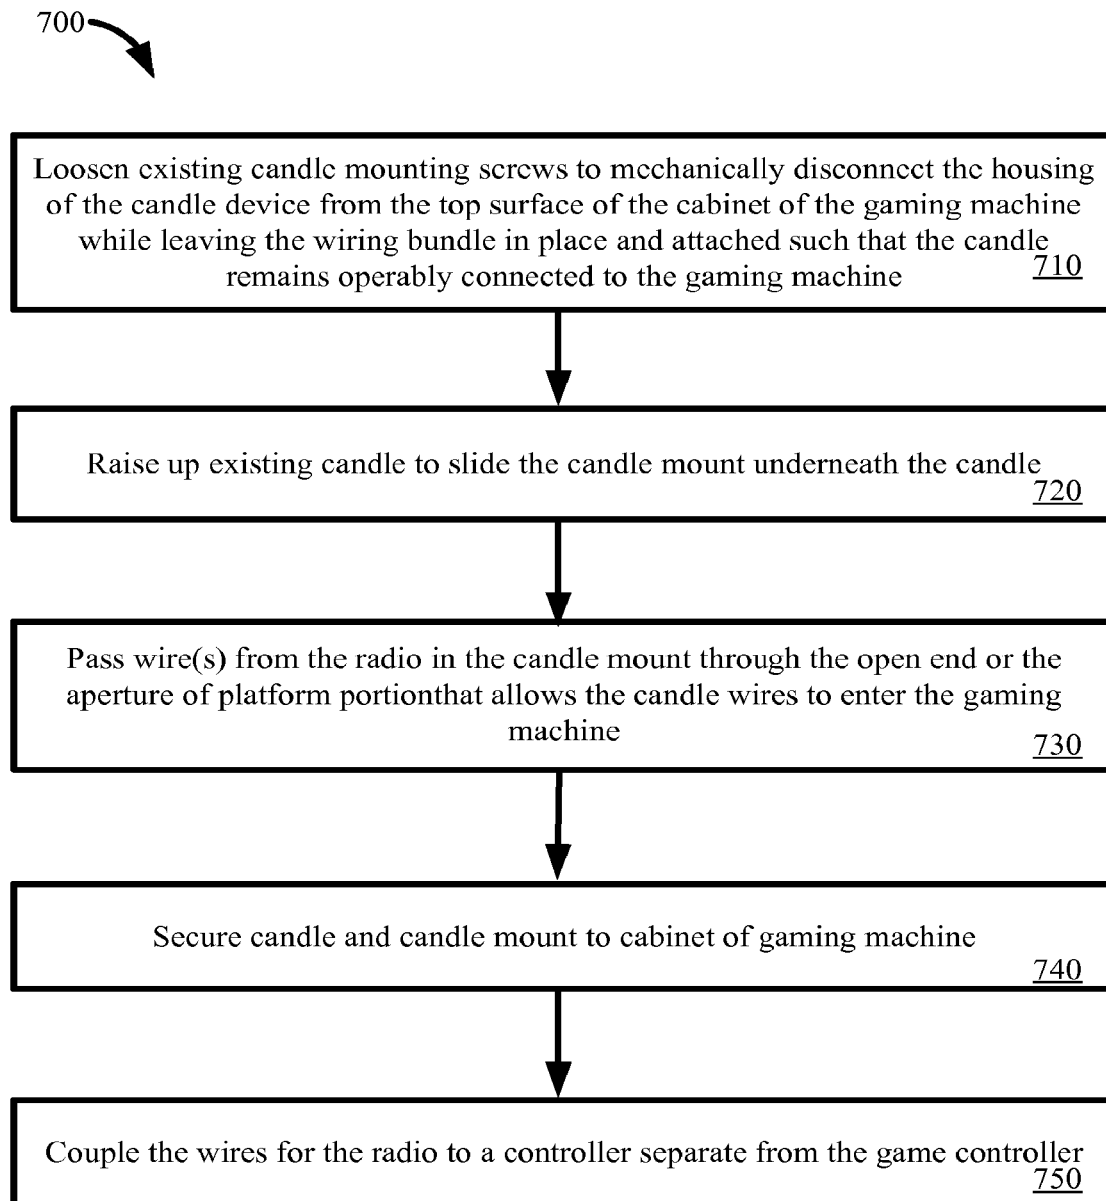 700
Loosen existing candle mounting screws to mechanically disconnect the housing
of the candle device from the top surface of the cabinet of the gaming machine
while leaving the wiring bundle in place and attached such that the candle
remains operably connected to the gaming machine
710
Raise up existing candle to slide the candle mount underneath the candle
720
Pass wire(s) from the radio in the candle mount through the open end or the
aperture of platform portionthat allows the candle wires to enter the gaming
machine
730
Secure candle and candle mount to cabinet of gaming machine
740
Couple the wires for the radio to a controller separate from the game controller
750